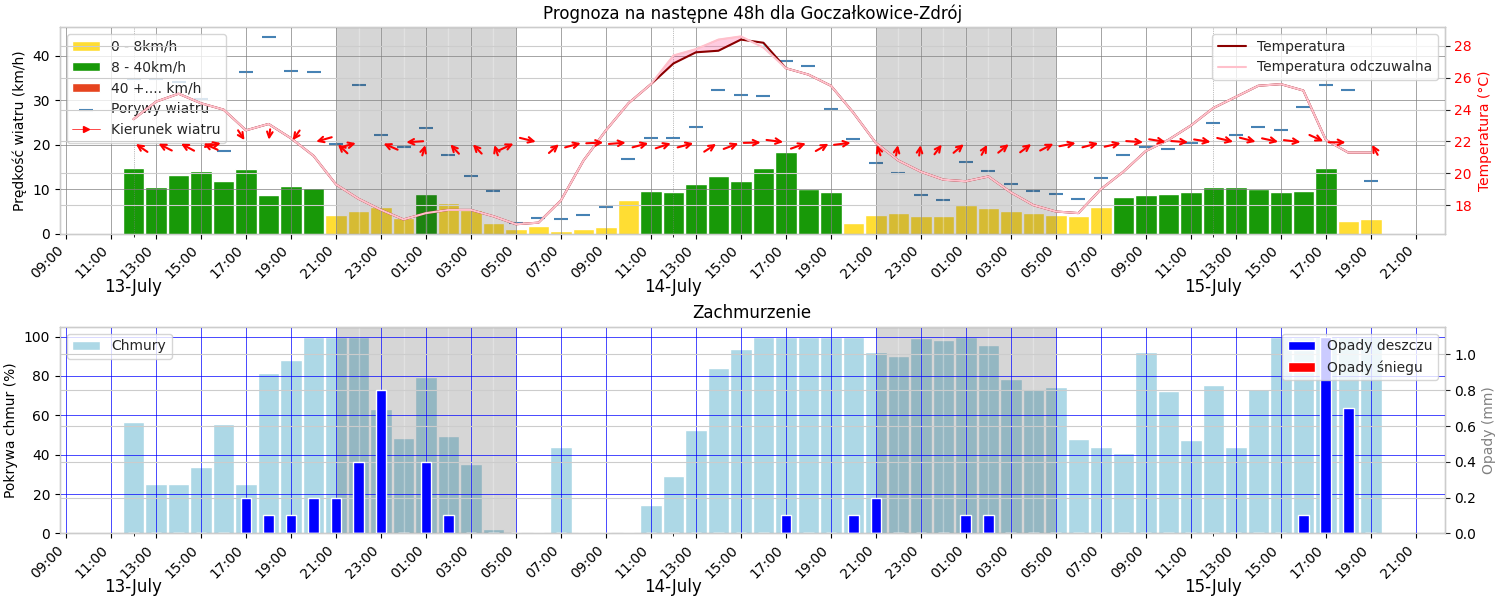 Prognoza na następne 48h dla Goczałkowice-Zdrój
Prędkość wiatru (km/h)
40
30
20
10
0
0 - 8km/h
8 - 40km/h
40 +.... km/h
Porywy wiatru
Kierunek wiatru
Temperatura
Temperatura odczuwalna
28
26
24
22
20
18
Temperatura (°C)
09:00 11:00 13:00 15:00 17:00 19:00 21:00 23:00 01:00 03:00 05:00 07:00 09:00 11:00 13:00 15:00 17:00 19:00 21:00 23:00 01:00 03:00 05:00 07:00 09:00 11:00 13:00 15:00 17:00 19:00 21:00
13-July 14-July 15-July
Zachmurzenie
Pokrywa chmur (%)
100
80
60
40
20
0
Chmury
Opady deszczu
Opady śniegu
1.0
0.8
0.6
0.4
0.2
0.0
Opady (mm)
09:00 11:00 13:00 15:00 17:00 19:00 21:00 23:00 01:00 03:00 05:00 07:00 09:00 11:00 13:00 15:00 17:00 19:00 21:00 23:00 01:00 03:00 05:00 07:00 09:00 11:00 13:00 15:00 17:00 19:00 21:00
13-July 14-July 15-July